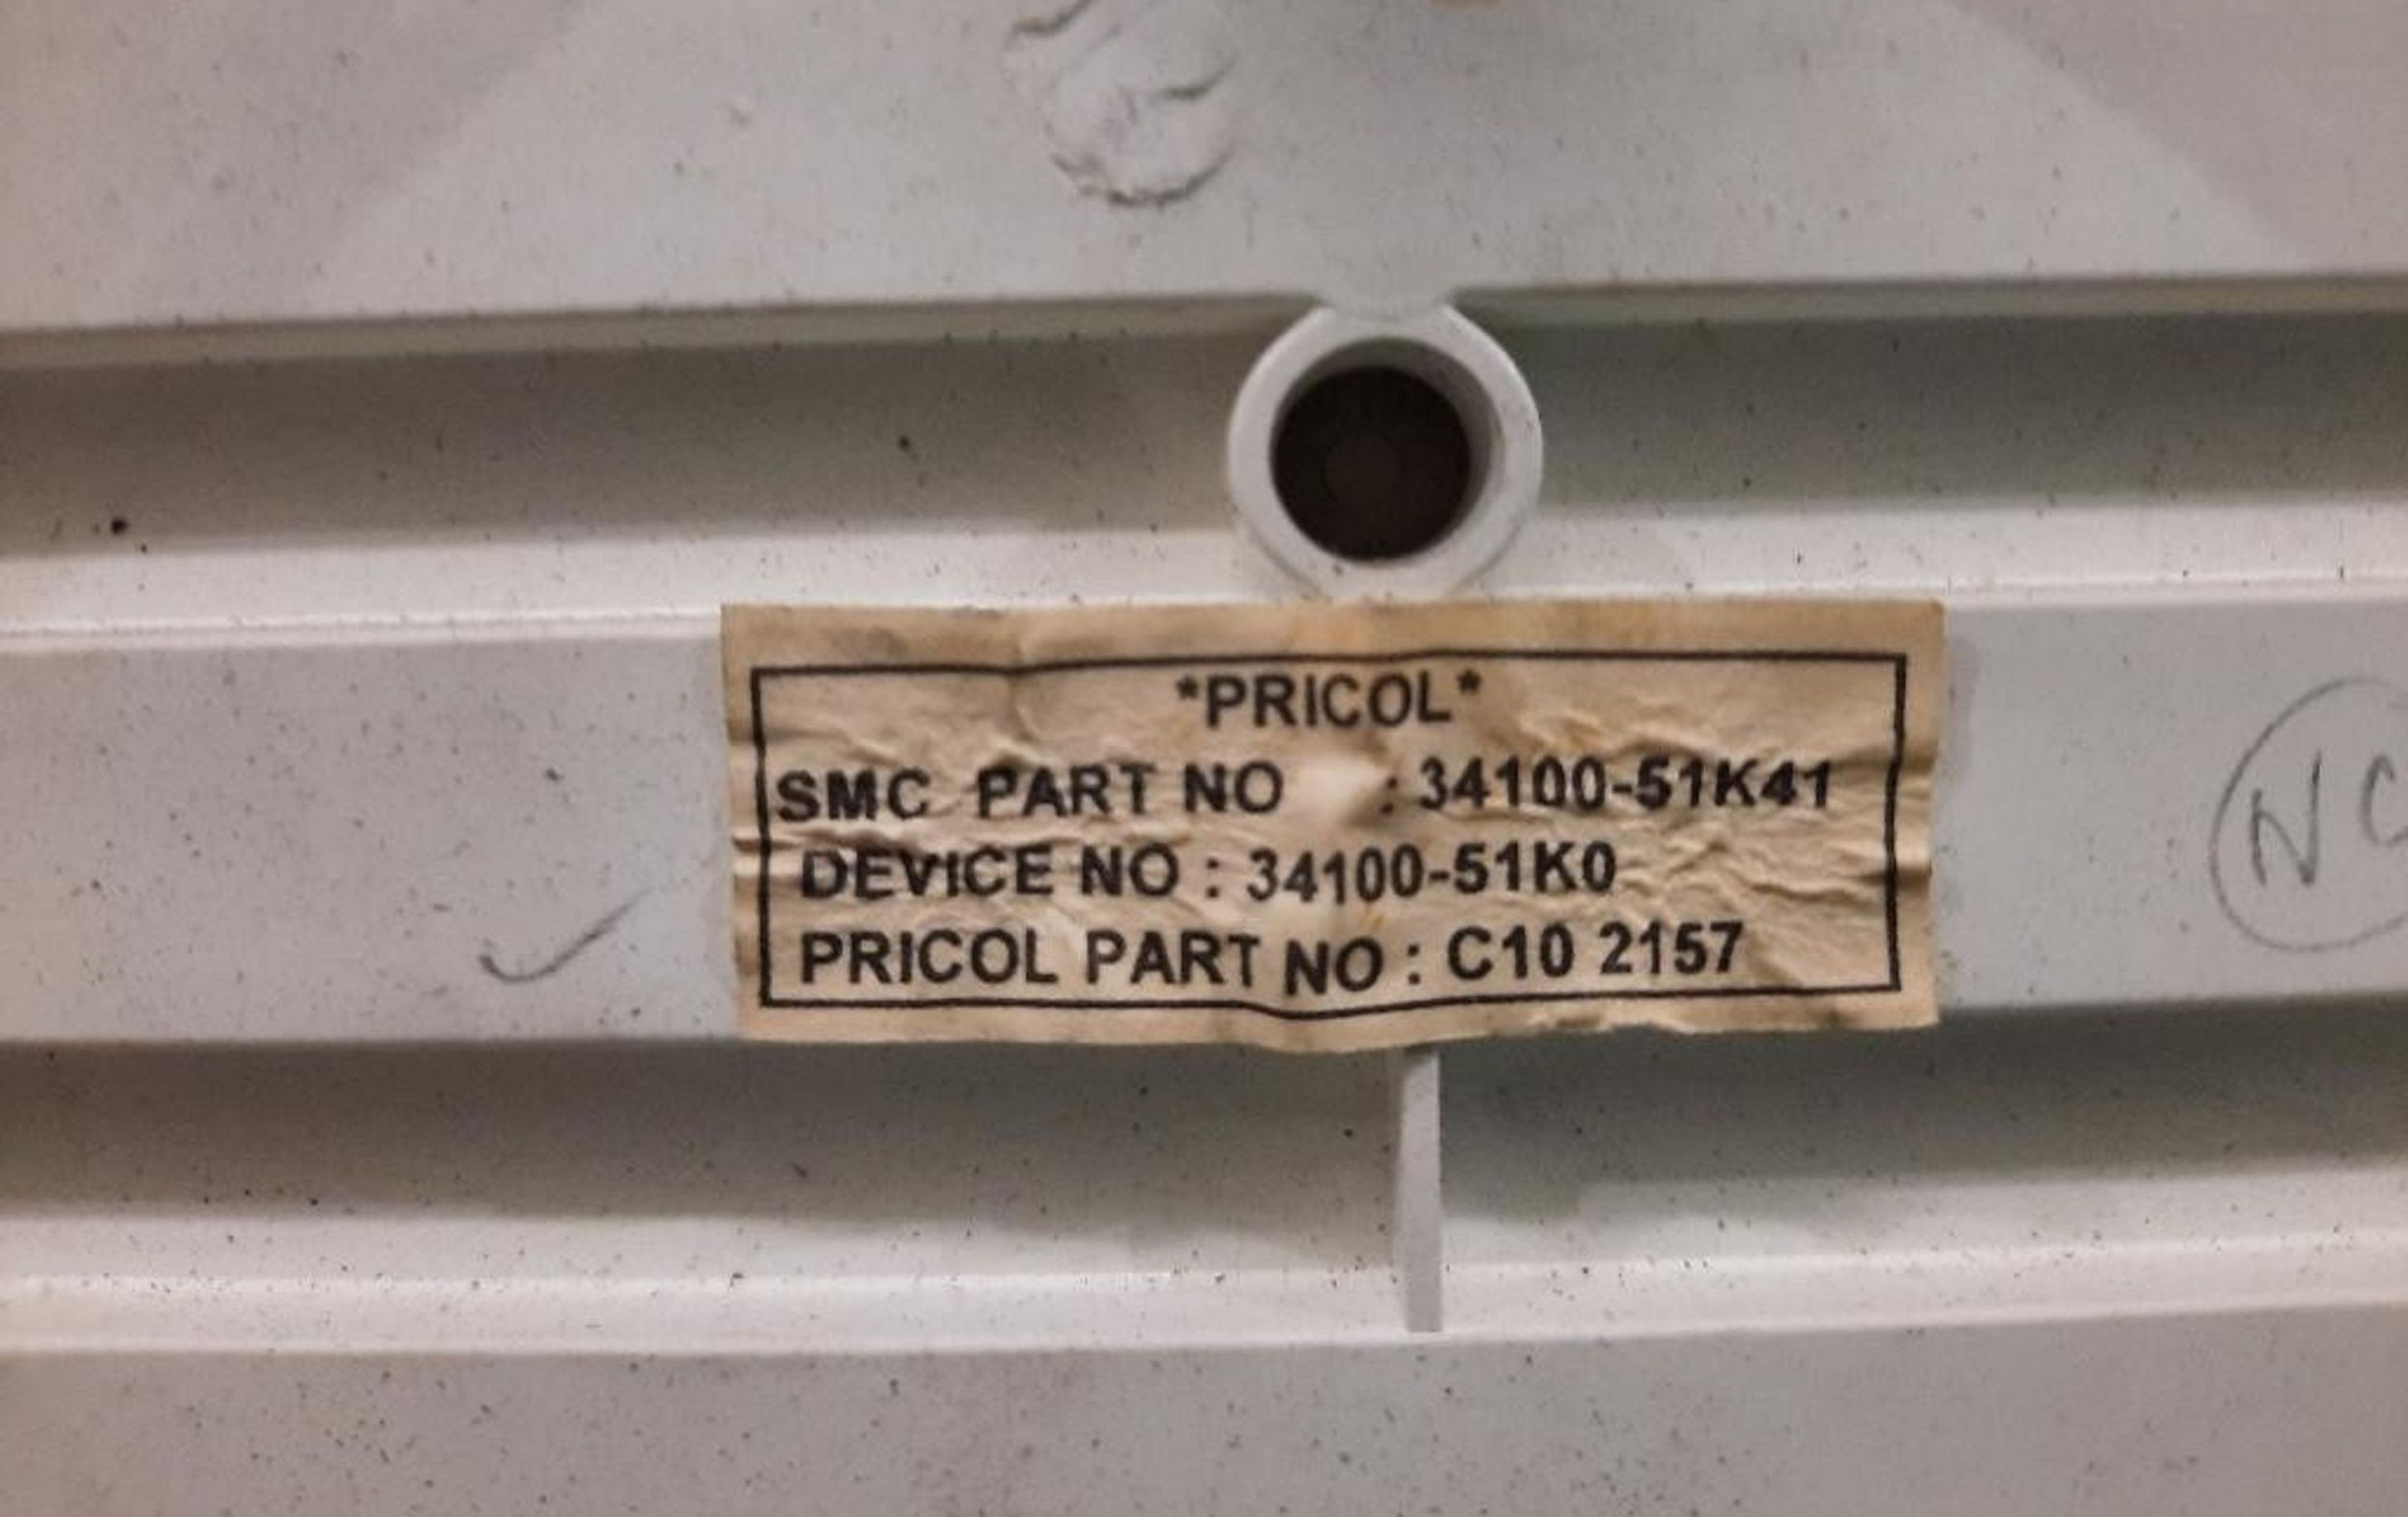 *PRICOL*
SMC PART NO : 34100-51K41
DEVICE NO : 34100-51K0
PRICOL PART NO : C10 2157